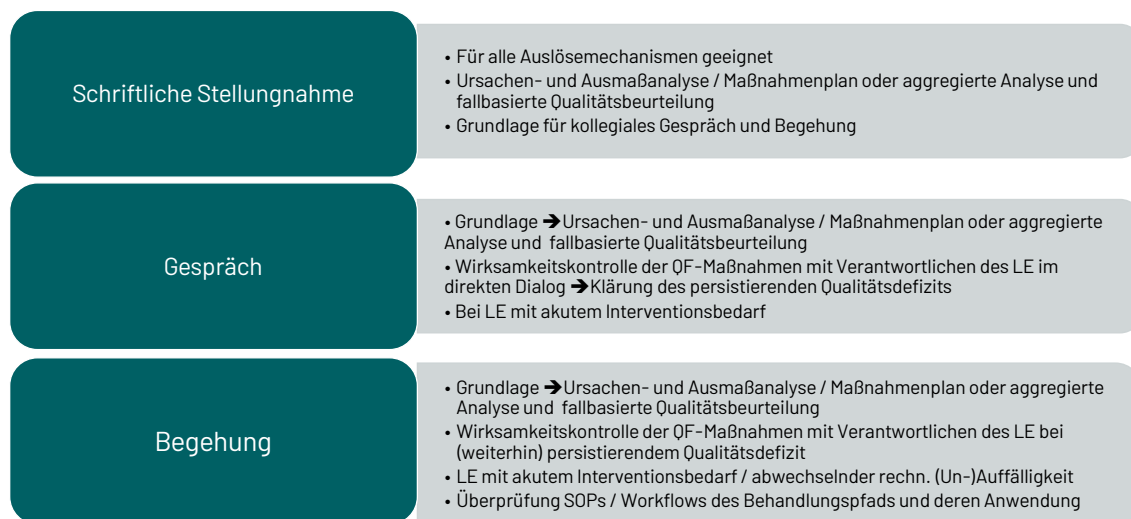 Schriftliche Stellungnahme
• Für alle Auslösemechanismen geeignet
• Ursachen- und Ausmaßanalyse / Maßnahmenplan oder aggregierte Analyse und
fallbasierte Qualitätsbeurteilung
• Grundlage für kollegiales Gespräch und Begehung
Gespräch
• Grundlage ➔Ursachen- und Ausmaßanalyse / Maßnahmenplan oder aggregierte
Analyse und fallbasierte Qualitätsbeurteilung
• Wirksamkeitskontrolle der QF-Maßnahmen mit Verantwortlichen des LE im
direkten Dialog ➔Klärung des persistierenden Qualitätsdefizits
• Bei LE mit akutem Interventionsbedarf
Begehung
• Grundlage ➔Ursachen- und Ausmaßanalyse / Maßnahmenplan oder aggregierte
Analyse und fallbasierte Qualitätsbeurteilung
• Wirksamkeitskontrolle der QF-Maßnahmen mit Verantwortlichen des LE bei
(weiterhin) persistierendem Qualitätsdefizit
• LE mit akutem Interventionsbedarf / abwechselnder rechn. (Un-)Auffälligkeit
• Überprüfung SOPs / Workflows des Behandlungspfads und deren Anwendung